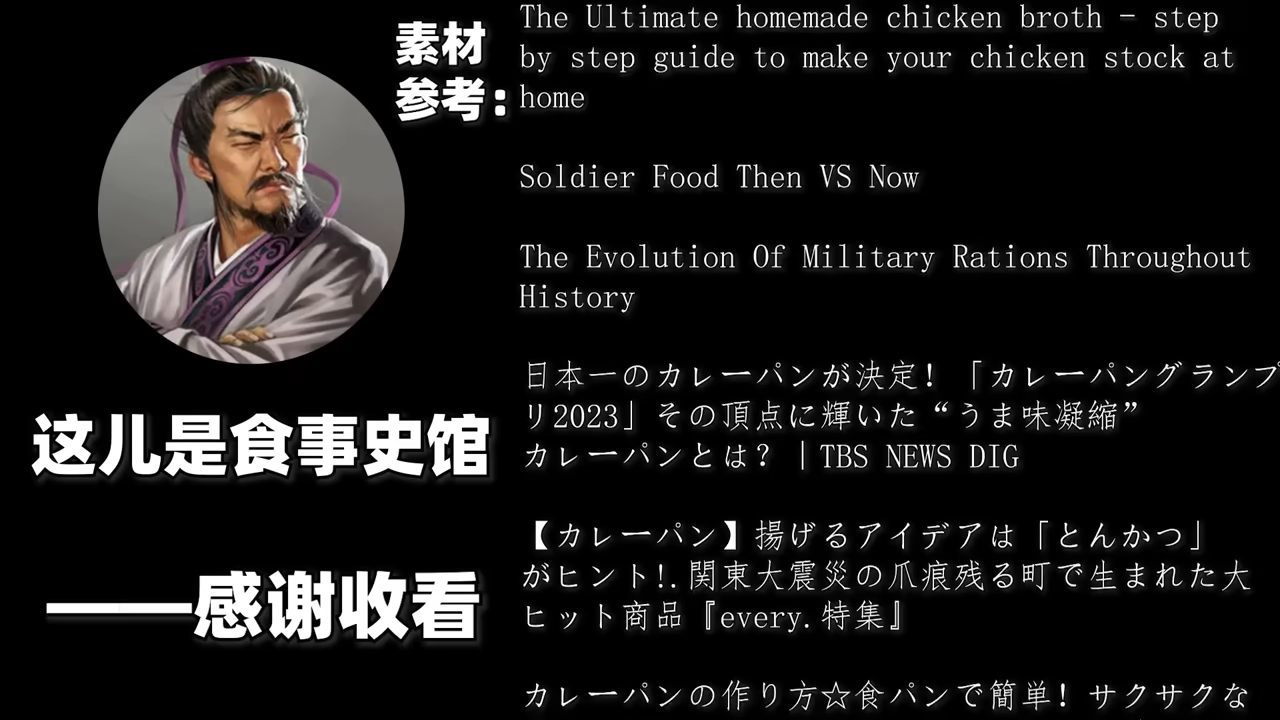 素材
参考：
The Ultimate homemade chicken broth - step
by step guide to make your chicken stock at
home
Soldier Food Then VS Now
The Evolution Of Military Rations Throughout
History
日本一のカレーパンが決定！「カレーパングランプ
リ2023」その頂点に輝いた“うま味凝縮”
カレーパンとは？｜TBS NEWS DIG
【カレーパン】揚げるアイデアは「とんかつ」
がヒント!.関東大震災の爪痕残る町で生まれた大
ヒット商品『every.特集』
カレーパンの作り方☆食パンで簡単！サクサクな
这儿是食事史馆
——感谢收看